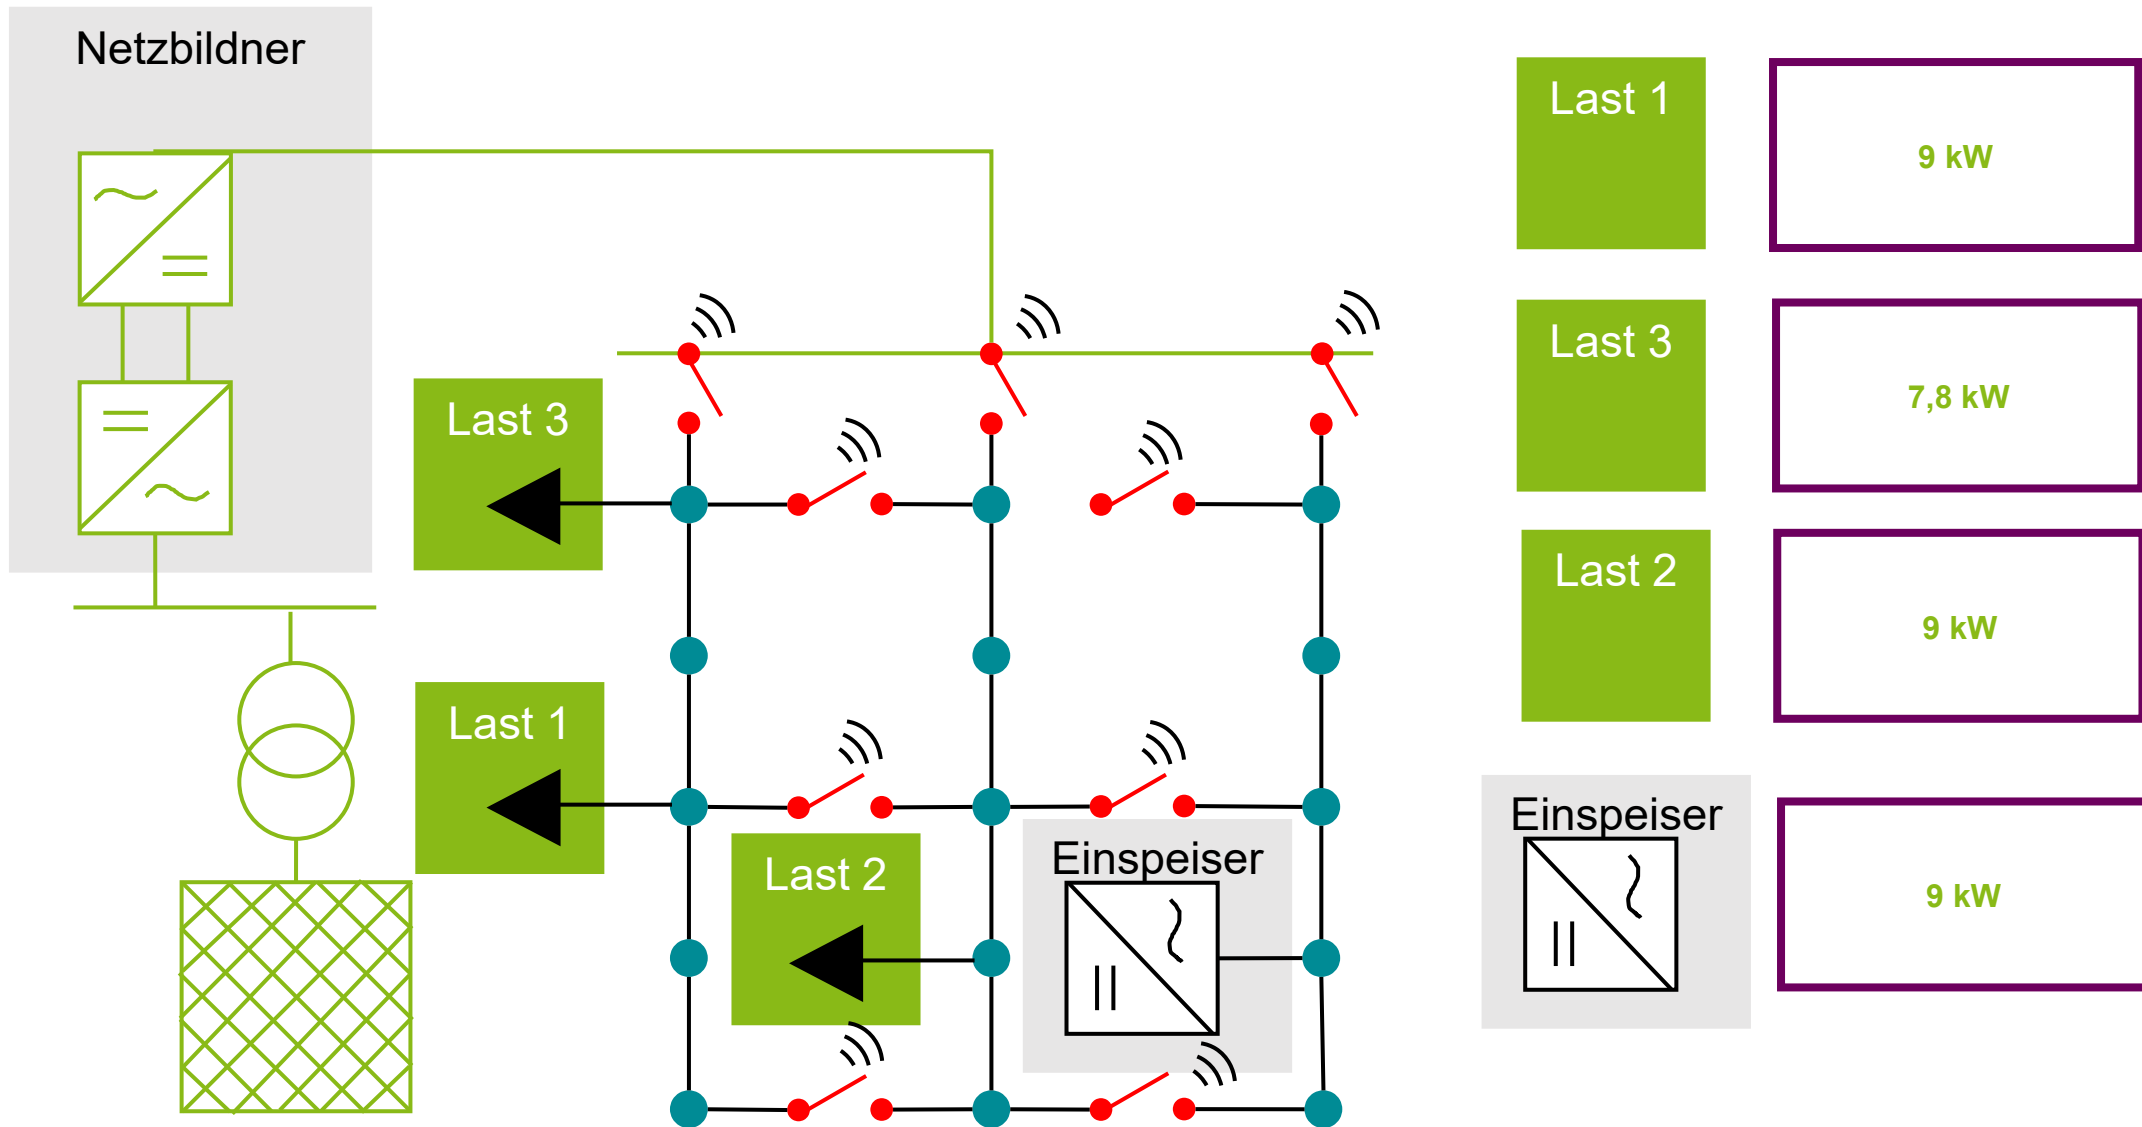 Netzbildner
Last 1
9 kW
Last 3
7,8 kW
Last 3
Last 2
9 kW
Last 1
Einspeiser
9 kW
Last 2
Einspeiser